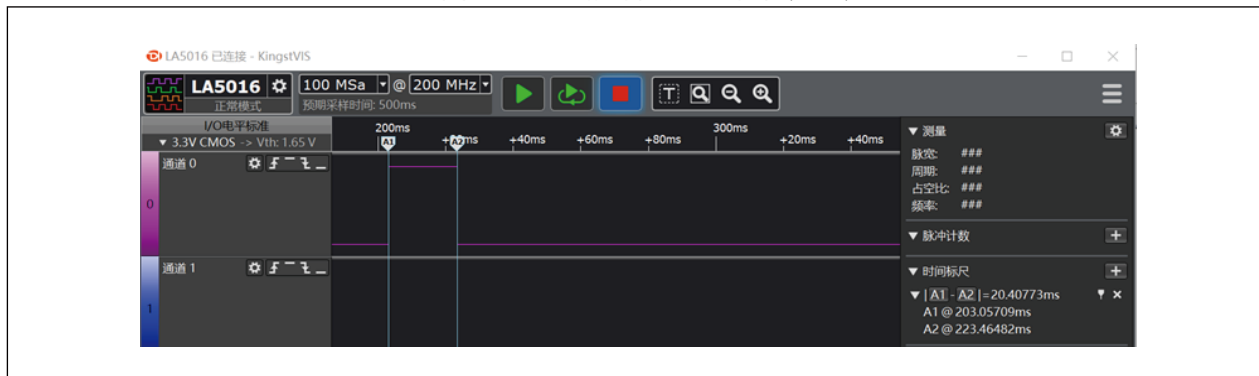 LA5016 已连接 - KingstVIS
LA5016
正常模式
100 MSa @ 200 MHz
预期采样时间: 500ms
I/O电平标准
3.3V CMOS -> Vth: 1.65 V
200ms +20ms +40ms +60ms +80ms 300ms +20ms +40ms
A1 A2
通道 0
0
通道 1
1
测量
脉宽: ###
周期: ###
占空比: ###
频率: ###
脉冲计数
时间标尺
| A1 - A2 |=20.40773ms
A1 @ 203.05709ms
A2 @ 223.46482ms